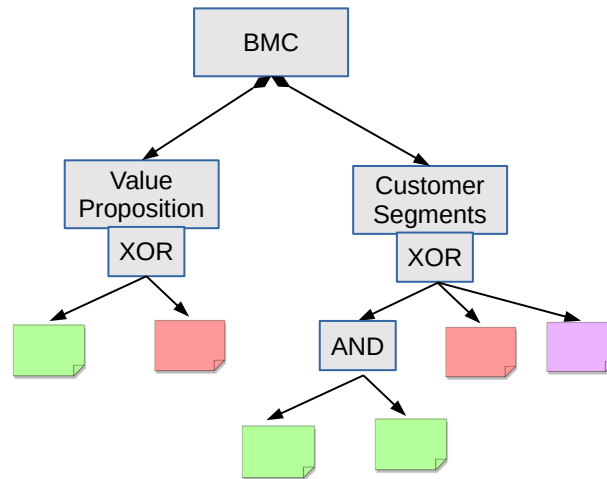 BMC
Value
Proposition
Customer
Segments
XOR
XOR
AND